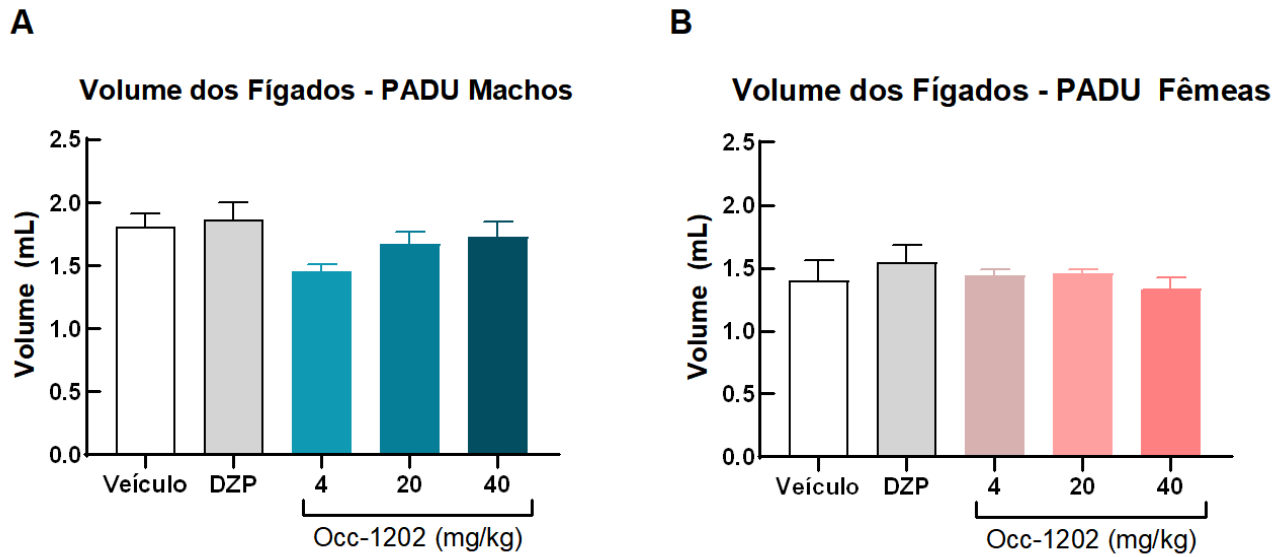 A
Volume dos Fígados - PADU Machos
Volume (mL)
2.5
2.0
1.5
1.0
0.5
0.0
Veículo DZP 4 20 40
Occ-1202 (mg/kg)
B
Volume dos Fígados - PADU Fêmeas
Volume (mL)
2.5
2.0
1.5
1.0
0.5
0.0
Veículo DZP 4 20 40
Occ-1202 (mg/kg)